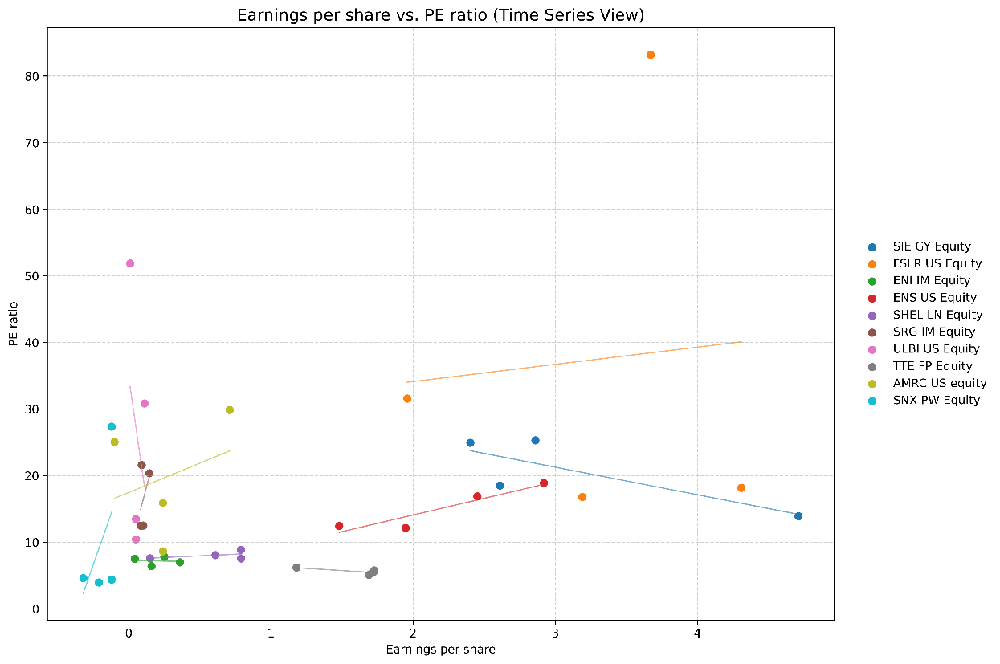 Earnings per share vs. PE ratio (Time Series View)
PE ratio
80
70
60
50
40
30
20
10
0
0
1
2
3
4
Earnings per share
SIE GY Equity
FSLR US Equity
ENI IM Equity
ENS US Equity
SHEL LN Equity
SRG IM Equity
ULBI US Equity
TTE FP Equity
AMRC US equity
SNX PW Equity